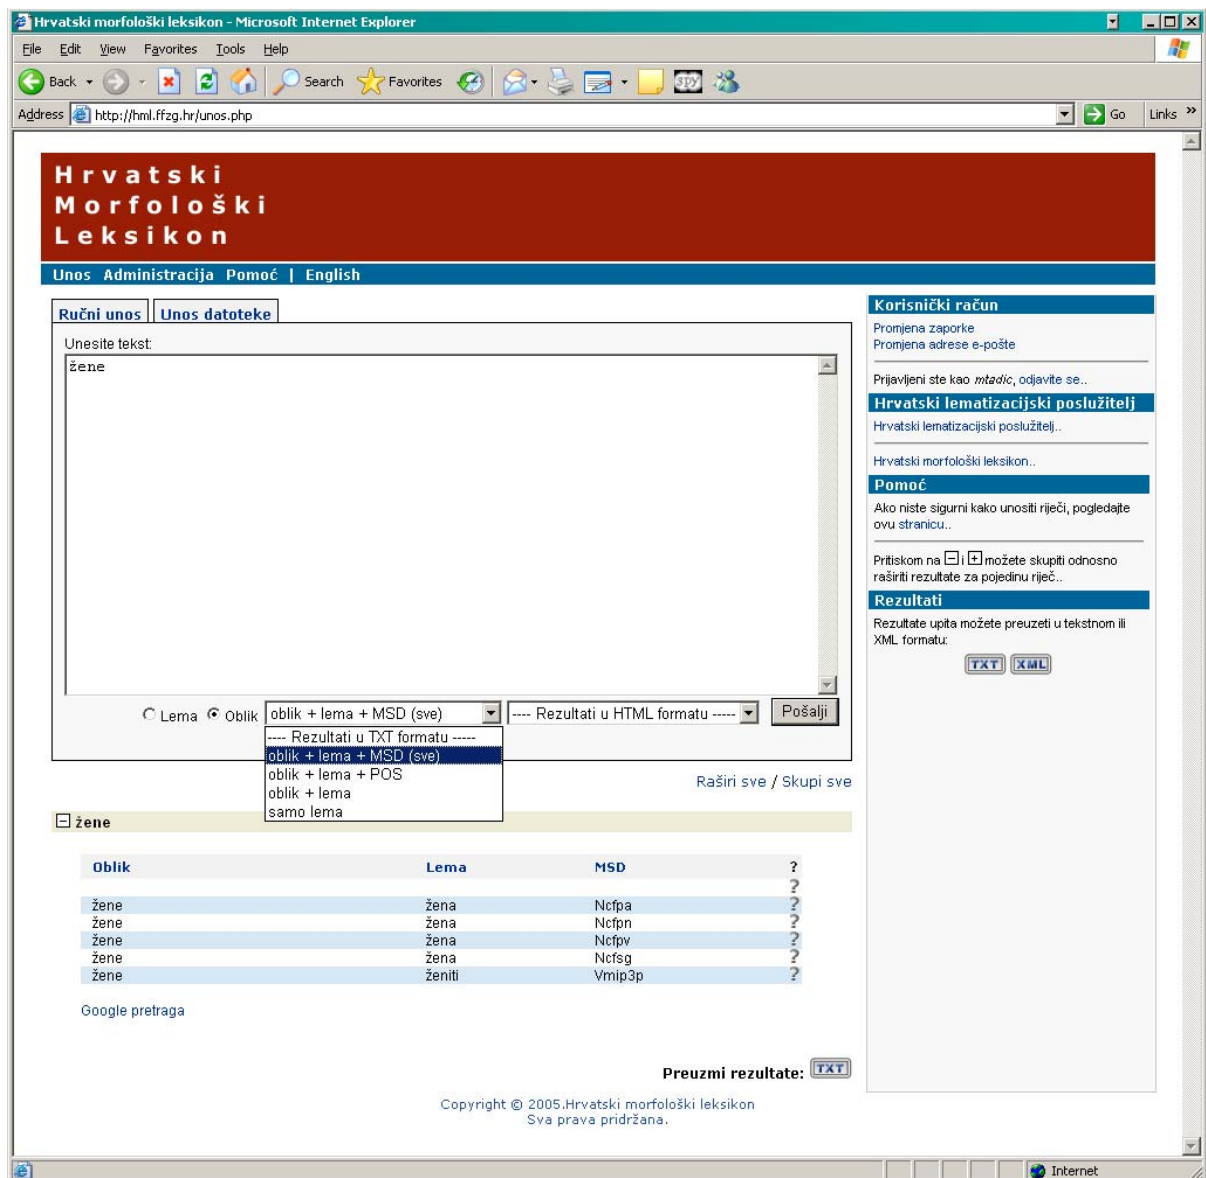 Hrvatski morfološki leksikon - Microsoft Internet Explorer
File Edit View Favorites Tools Help
Back Search Favorites SPY
Address http://hml.ffzg.hr/unos.php Go Links »
Hrvatski
Morfološki
Leksikon
Unos Administracija Pomoć | English
Ručni unos Unos datoteke
Unesite tekst:
žene
Lema Oblik oblik + lema + MSD (sve) ---- Rezultati u HTML formatu ----- Pošalji
---- Rezultati u TXT formatu -----
oblik + lema + MSD (sve)
oblik + lema + POS
oblik + lema
samo lema
Raširi sve / Skupi sve
žene
Oblik Lema MSD ?
?
žene žena Ncfpa ?
žene žena Ncfpn ?
žene žena Ncfpv ?
žene žena Ncfsg ?
žene ženiti Vmip3p ?
Google pretraga
Preuzmi rezultate: TXT
Korisnički račun
Promjena zaporke
Promjena adrese e-pošte
Prijavljeni ste kao mtadic, odjavite se..
Hrvatski lematizacijski poslužitelj
Hrvatski lematizacijski poslužitelj..
Hrvatski morfološki leksikon..
Pomoć
Ako niste sigurni kako unositi riječi, pogledajte
ovu stranicu..
Pritiskom na - i + možete skupiti odnosno
raširiti rezultate za pojedinu riječ..
Rezultati
Rezultate upita možete preuzeti u tekstnom ili
XML formatu:
TXT XML
Copyright © 2005.Hrvatski morfološki leksikon
Sva prava pridržana.
Internet